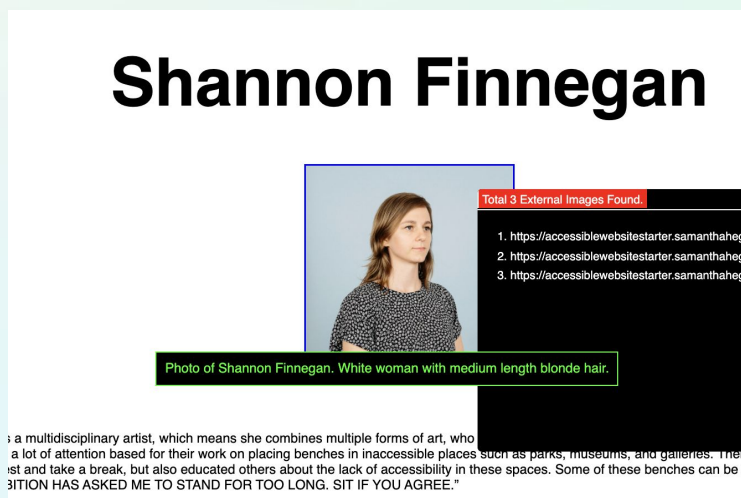 Shannon Finnegan
Total 3 External Images Found.
1. https://accessiblewebsitestarter.samanthaheg
2. https://accessiblewebsitestarter.samanthaheg
3. https://accessiblewebsitestarter.samanthaheg
Photo of Shannon Finnegan. White woman with medium length blonde hair.
s a multidisciplinary artist, which means she combines multiple forms of art, who
a lot of attention based for their work on placing benches in inaccessible places such as parks, museums, and galleries. The
est and take a break, but also educated others about the lack of accessibility in these spaces. Some of these benches can be
BITION HAS ASKED ME TO STAND FOR TOO LONG. SIT IF YOU AGREE.”